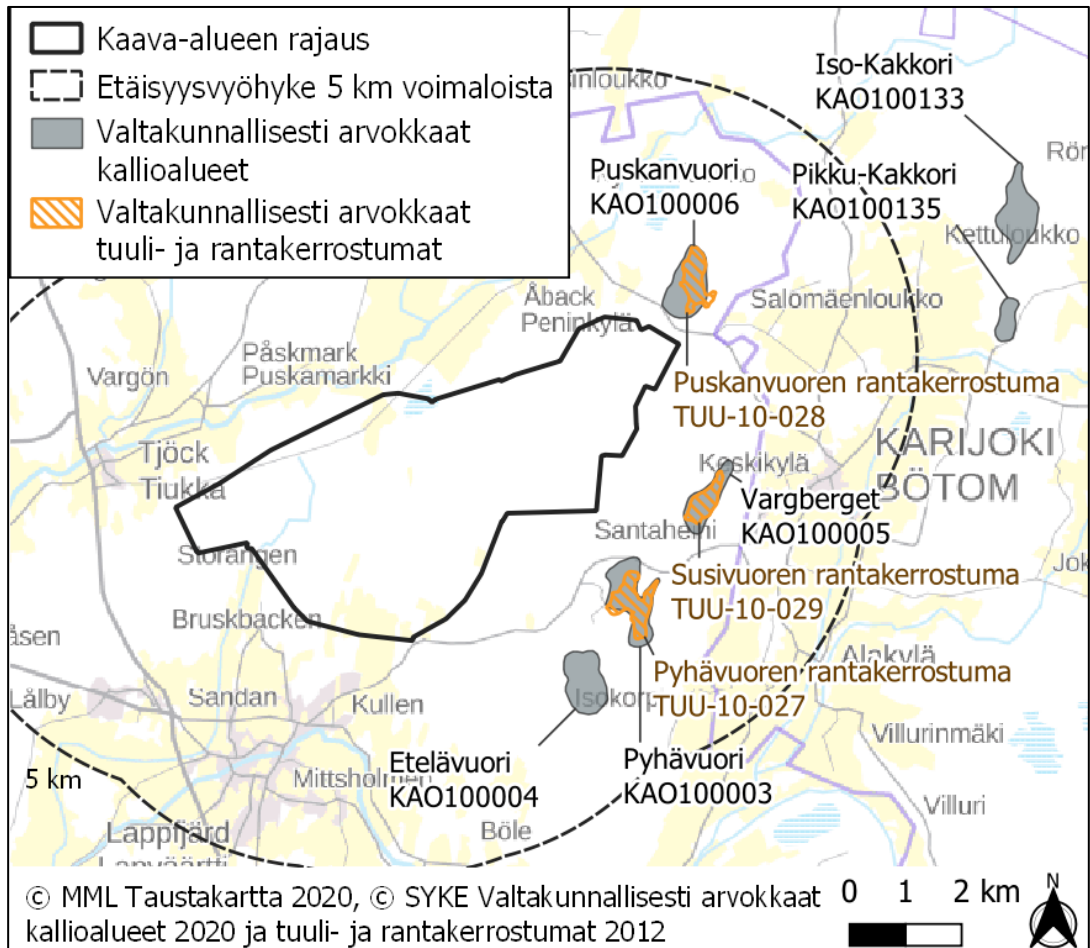 Kaava-alueen rajaus
Etäisyysvyöhyke 5 km voimaloista
Valtakunnallisesti arvokkaat
kallioalueet
Valtakunnallisesti arvokkaat
tuuli- ja rantakerrostumat
Iso-Kakkori
KAO100133
Puskanvuori
KAO100006
Pikku-Kakkori
KAO100135
Kettuloukko
Åback
Peninkylä
Salomäenloukko
Påskmark
Puskamarkki
Vargön
Puskanvuoren rantakerrostuma
TUU-10-028
KARIJOKI
BÖTOM
Tjöck
Tiukka
Keskikylä
Vargberget
KAO100005
Storängen
Susivuoren rantakerrostuma
TUU-10-029
Bruskbacken
Alakylä
Pyhävuoren rantakerrostuma
TUU-10-027
Lålby
Sandan
Kullen
Villurinmäki
Etelävuori
KAO100004
Pyhävuori
KAO100003
5 km
Villuri
Lappfjärd
Böle
© MML Taustakartta 2020, © SYKE Valtakunnallisesti arvokkaat
kallioalueet 2020 ja tuuli- ja rantakerrostumat 2012
0 1 2 km
N